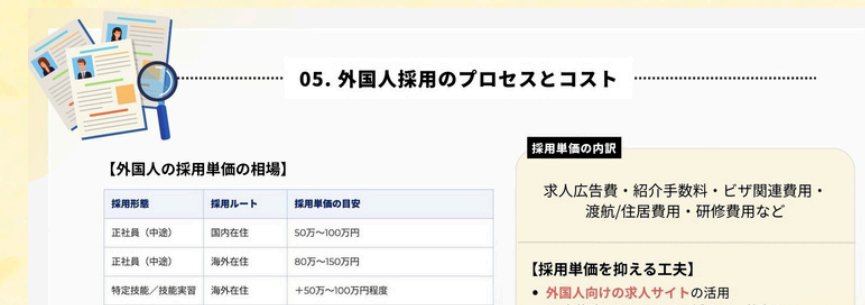 05. 外国人採用のプロセスとコスト
【外国人の採用単価の相場】
採用形態 採用ルート 採用単価の目安
正社員（中途） 国内在住 50万〜100万円
正社員（中途） 海外在住 80万〜150万円
特定技能／技能実習 海外在住 ＋50万〜100万円程度
採用単価の内訳
求人広告費・紹介手数料・ビザ関連費用・
渡航/住居費用・研修費用など
【採用単価を抑える工夫】
• 外国人向けの求人サイトの活用